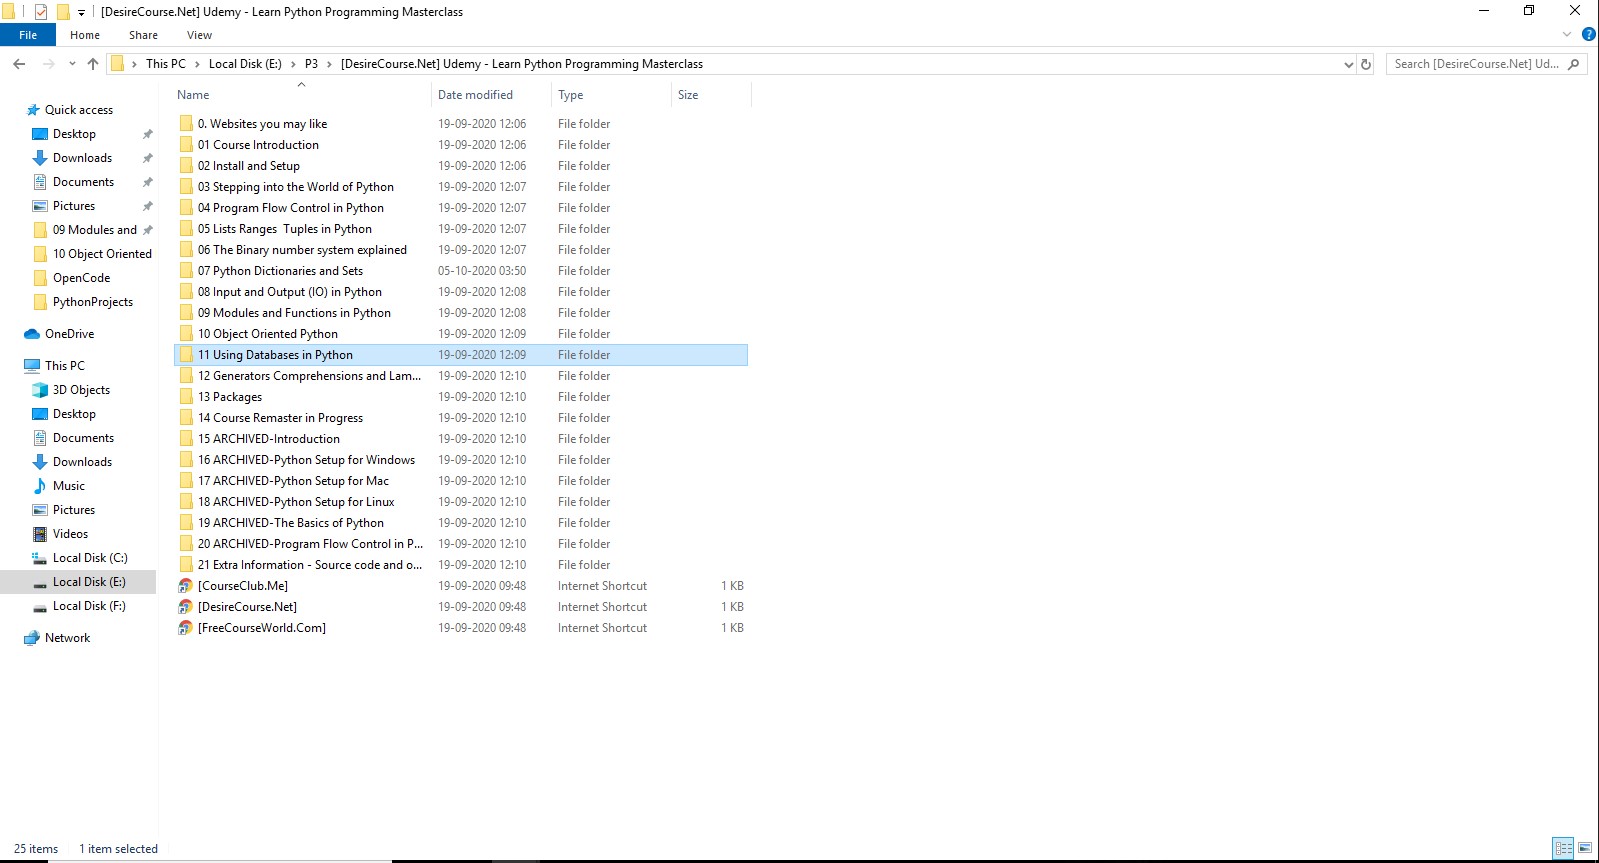 [DesireCourse.Net] Udemy - Learn Python Programming Masterclass
File Home Share View
This PC Local Disk (E:) P3 [DesireCourse.Net] Udemy - Learn Python Programming Masterclass
Search [DesireCourse.Net] Ud...
Quick access
Desktop
Downloads
Documents
Pictures
09 Modules and
10 Object Oriented
OpenCode
PythonProjects
OneDrive
This PC
3D Objects
Desktop
Documents
Downloads
Music
Pictures
Videos
Local Disk (C:)
Local Disk (E:)
Local Disk (F:)
Network
Name Date modified Type Size
0. Websites you may like 19-09-2020 12:06 File folder
01 Course Introduction 19-09-2020 12:06 File folder
02 Install and Setup 19-09-2020 12:06 File folder
03 Stepping into the World of Python 19-09-2020 12:07 File folder
04 Program Flow Control in Python 19-09-2020 12:07 File folder
05 Lists Ranges  Tuples in Python 19-09-2020 12:07 File folder
06 The Binary number system explained 19-09-2020 12:07 File folder
07 Python Dictionaries and Sets 05-10-2020 03:50 File folder
08 Input and Output (IO) in Python 19-09-2020 12:08 File folder
09 Modules and Functions in Python 19-09-2020 12:08 File folder
10 Object Oriented Python 19-09-2020 12:09 File folder
11 Using Databases in Python 19-09-2020 12:09 File folder
12 Generators Comprehensions and Lam... 19-09-2020 12:10 File folder
13 Packages 19-09-2020 12:10 File folder
14 Course Remaster in Progress 19-09-2020 12:10 File folder
15 ARCHIVED-Introduction 19-09-2020 12:10 File folder
16 ARCHIVED-Python Setup for Windows 19-09-2020 12:10 File folder
17 ARCHIVED-Python Setup for Mac 19-09-2020 12:10 File folder
18 ARCHIVED-Python Setup for Linux 19-09-2020 12:10 File folder
19 ARCHIVED-The Basics of Python 19-09-2020 12:10 File folder
20 ARCHIVED-Program Flow Control in P... 19-09-2020 12:10 File folder
21 Extra Information - Source code and o... 19-09-2020 12:10 File folder
[CourseClub.Me] 19-09-2020 09:48 Internet Shortcut 1 KB
[DesireCourse.Net] 19-09-2020 09:48 Internet Shortcut 1 KB
[FreeCourseWorld.Com] 19-09-2020 09:48 Internet Shortcut 1 KB
25 items 1 item selected